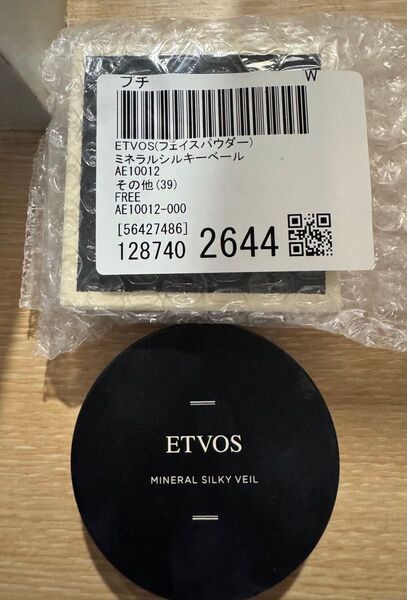 プチ W
ETVOS(フェイスパウダー)
ミネラルシルキーベール
AE10012
その他(39)
FREE
AE10012-000
[56427486]
128740 2644
ETVOS
MINERAL SILKY VEIL